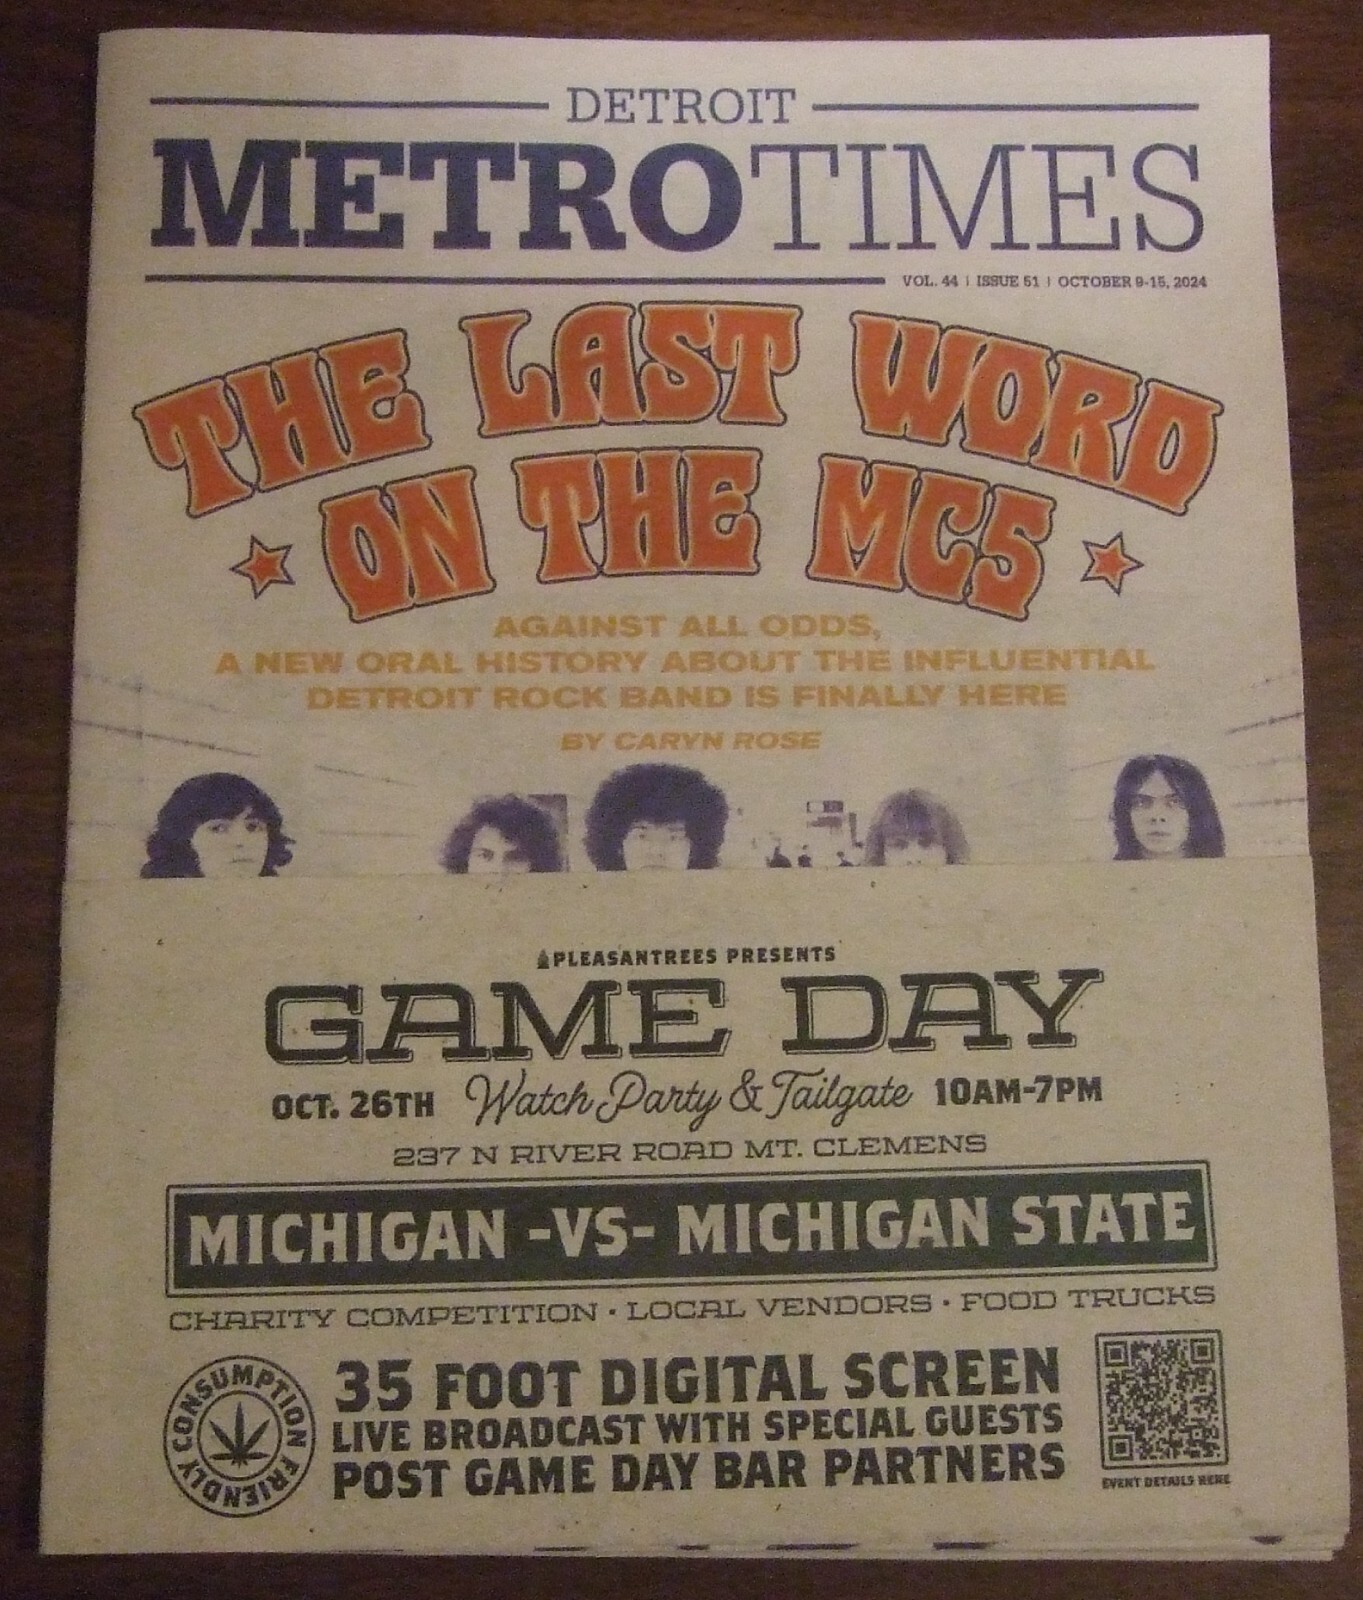 DETROIT
METROTIMES
VOL. 44 | ISSUE 51 | OCTOBER 9-15, 2024
THE LAST WORD
ON THE MC5
AGAINST ALL ODDS,
A NEW ORAL HISTORY ABOUT THE INFLUENTIAL
DETROIT ROCK BAND IS FINALLY HERE
BY CARYN ROSE
PLEASANTREES PRESENTS
GAME DAY
OCT. 26TH Watch Party & Tailgate 10AM-7PM
237 N RIVER ROAD MT. CLEMENS
MICHIGAN -VS- MICHIGAN STATE
CHARITY COMPETITION • LOCAL VENDORS • FOOD TRUCKS
CONSUMPTION FRIENDLY
35 FOOT DIGITAL SCREEN
LIVE BROADCAST WITH SPECIAL GUESTS
POST GAME DAY BAR PARTNERS
EVENT DETAILS HERE